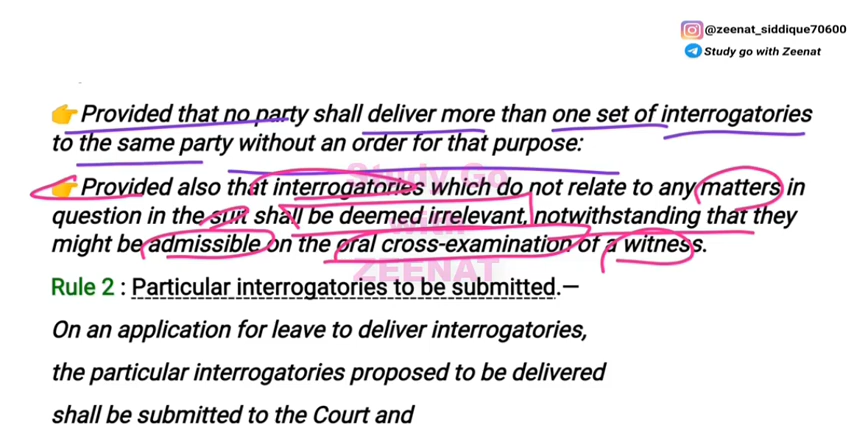 @zeenat_siddique70600
Study go with Zeenat
Provided that no party shall deliver more than one set of interrogatories
to the same party without an order for that purpose:
Provided also that interrogatories which do not relate to any matters in
question in the suit shall be deemed irrelevant, notwithstanding that they
might be admissible on the oral cross-examination of a witness.
Study Go
with
ZEENAT
Rule 2 : Particular interrogatories to be submitted.—
On an application for leave to deliver interrogatories,
the particular interrogatories proposed to be delivered
shall be submitted to the Court and